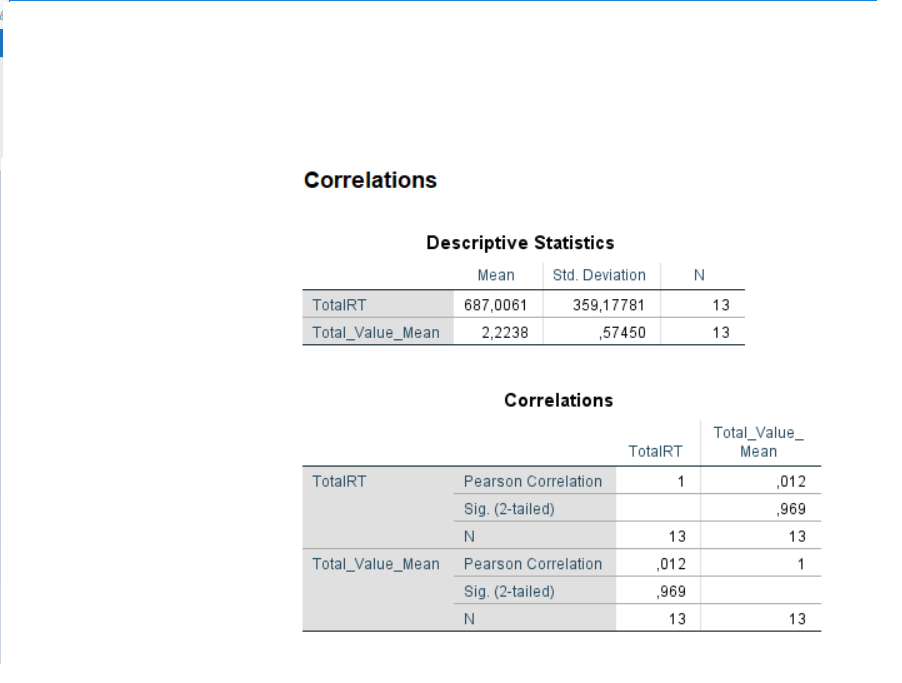 Correlations
Descriptive Statistics
Mean Std. Deviation N
TotalRT 687,0061 359,17781 13
Total_Value_Mean 2,2238 ,57450 13
Correlations
TotalRT Total_Value_
Mean
TotalRT Pearson Correlation 1 ,012
Sig. (2-tailed) ,969
N 13 13
Total_Value_Mean Pearson Correlation ,012 1
Sig. (2-tailed) ,969
N 13 13